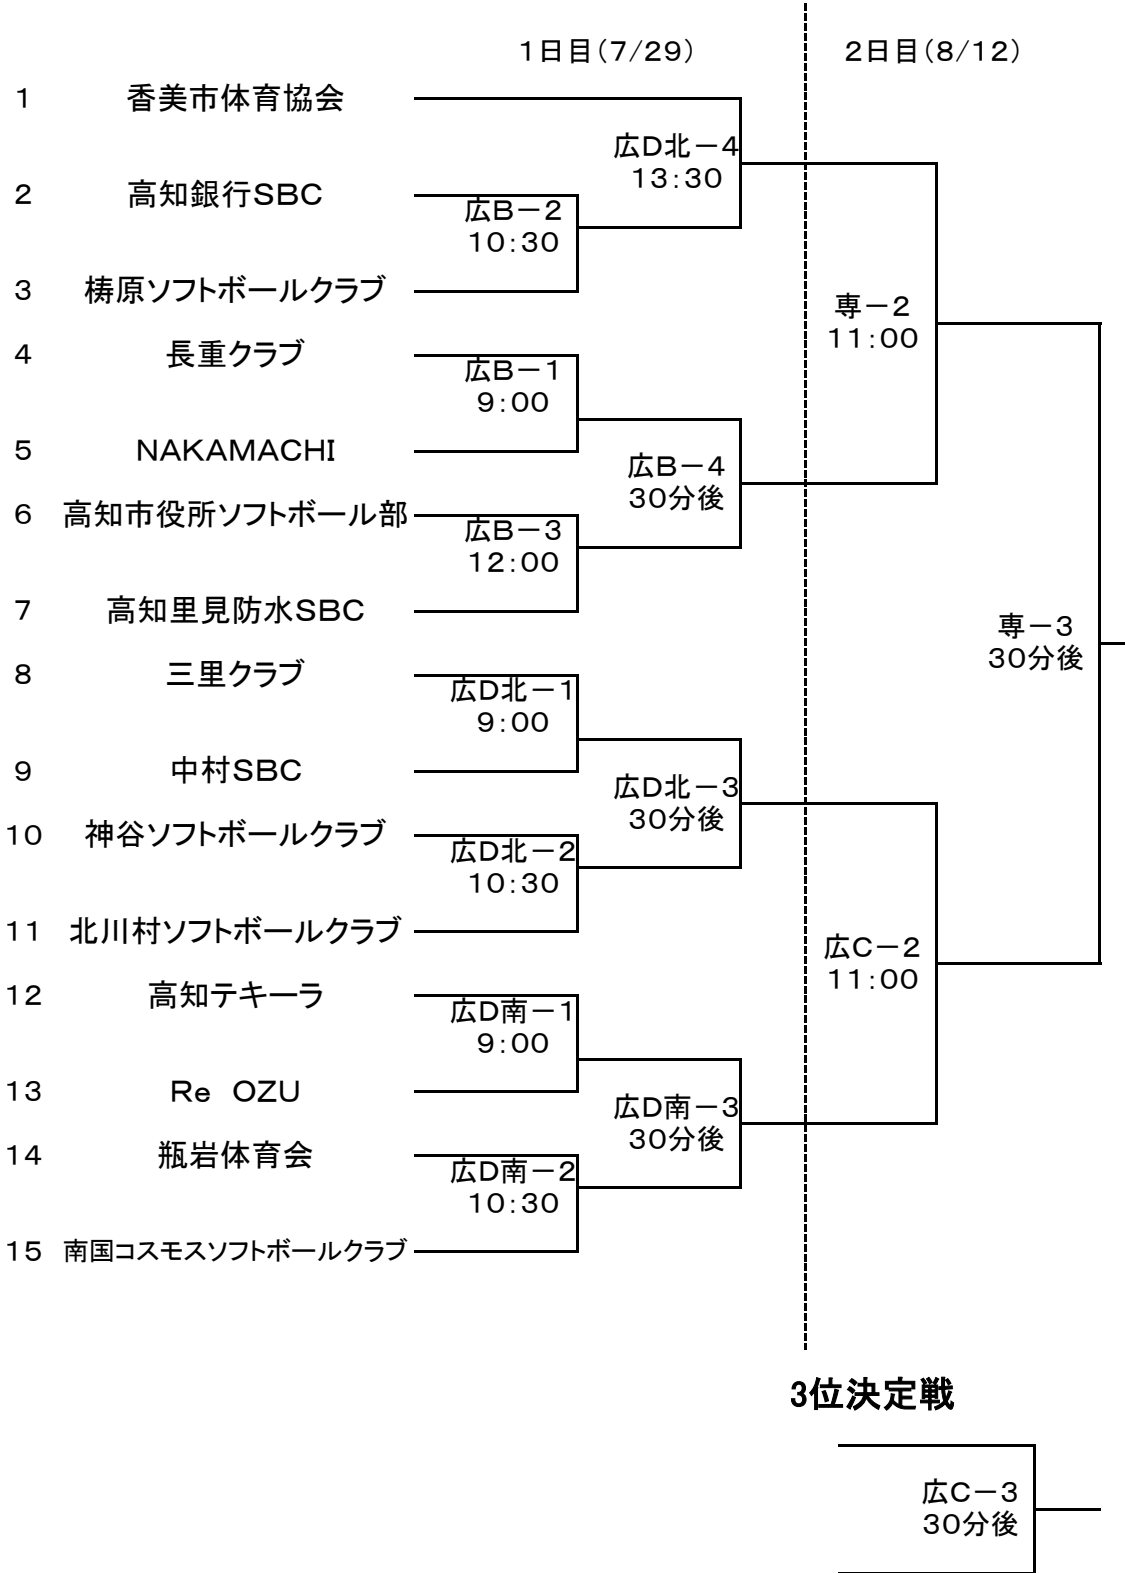 １日目（７/２９）
２日目（８/１２）
１　香美市体育協会
広Ｄ北－４
１３：３０
２　高知銀行ＳＢＣ
広Ｂ－２
１０：３０
３　梼原ソフトボールクラブ
専－２
１１：００
４　長重クラブ
広Ｂ－１
９：００
５　ＮＡＫＡＭＡＣＨＩ
広Ｂ－４
３０分後
６　高知市役所ソフトボール部
広Ｂ－３
１２：００
７　高知里見防水ＳＢＣ
専－３
３０分後
８　三里クラブ
広Ｄ北－１
９：００
９　中村ＳＢＣ
広Ｄ北－３
３０分後
１０　神谷ソフトボールクラブ
広Ｄ北－２
１０：３０
１１　北川村ソフトボールクラブ
広Ｃ－２
１１：００
１２　高知テキーラ
広Ｄ南－１
９：００
１３　Ｒｅ　ＯＺＵ
広Ｄ南－３
３０分後
１４　瓶岩体育会
広Ｄ南－２
１０：３０
１５　南国コスモスソフトボールクラブ
3位決定戦
広Ｃ－３
３０分後